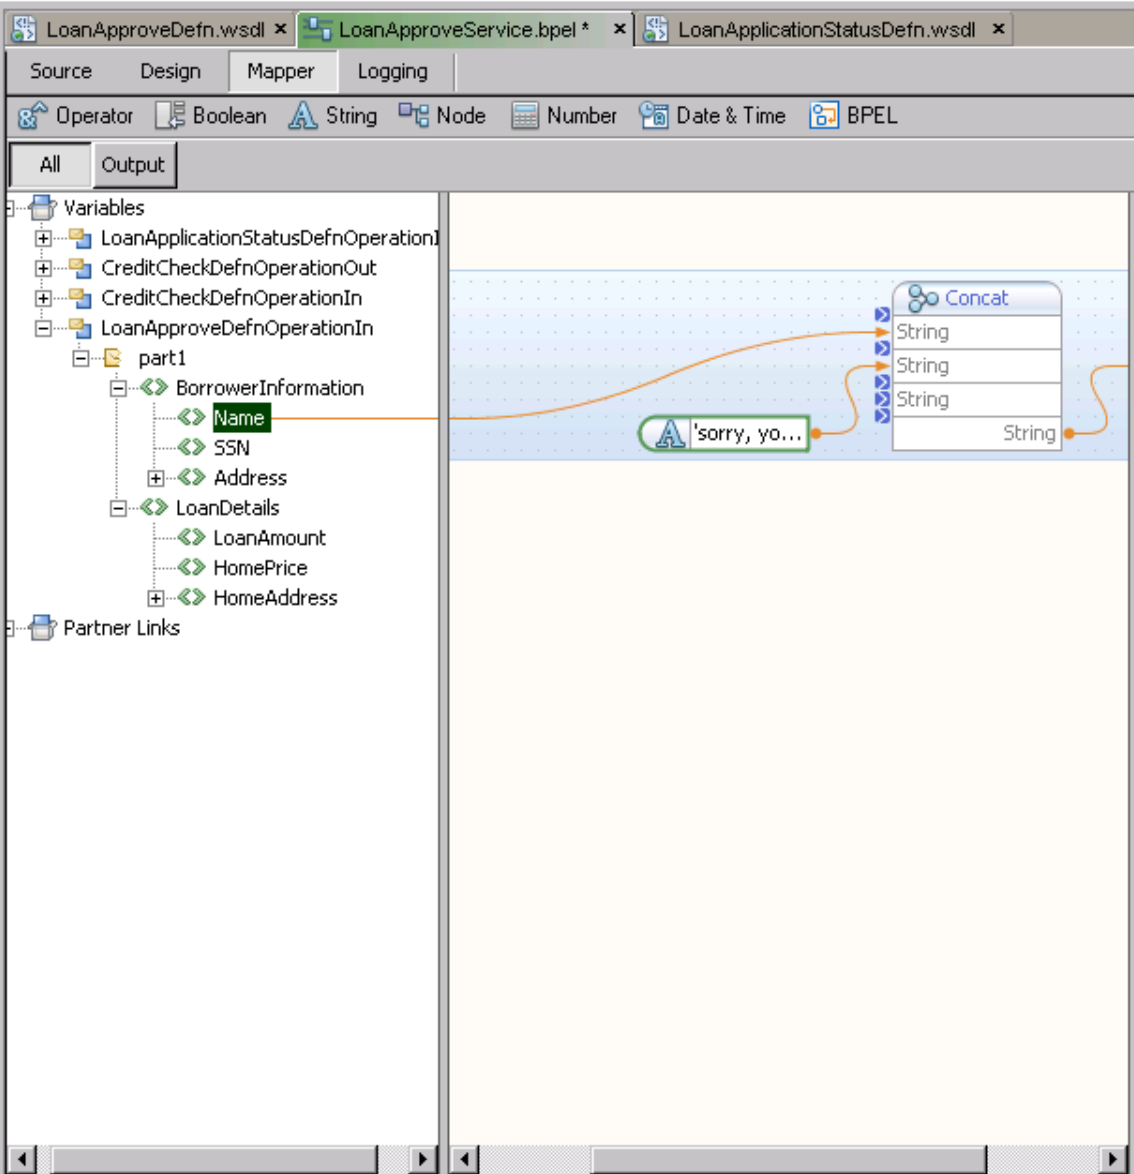 LoanApproveDefn.wsdl × LoanApproveService.bpel * × LoanApplicationStatusDefn.wsdl ×
Source Design Mapper Logging
Operator Boolean String Node Number Date & Time BPEL
All Output
Variables
LoanApplicationStatusDefnOperationI
CreditCheckDefnOperationOut
CreditCheckDefnOperationIn
LoanApproveDefnOperationIn
part1
BorrowerInformation
Name
SSN
Address
LoanDetails
LoanAmount
HomePrice
HomeAddress
Partner Links
Concat
String
String
String
String
'sorry, yo...